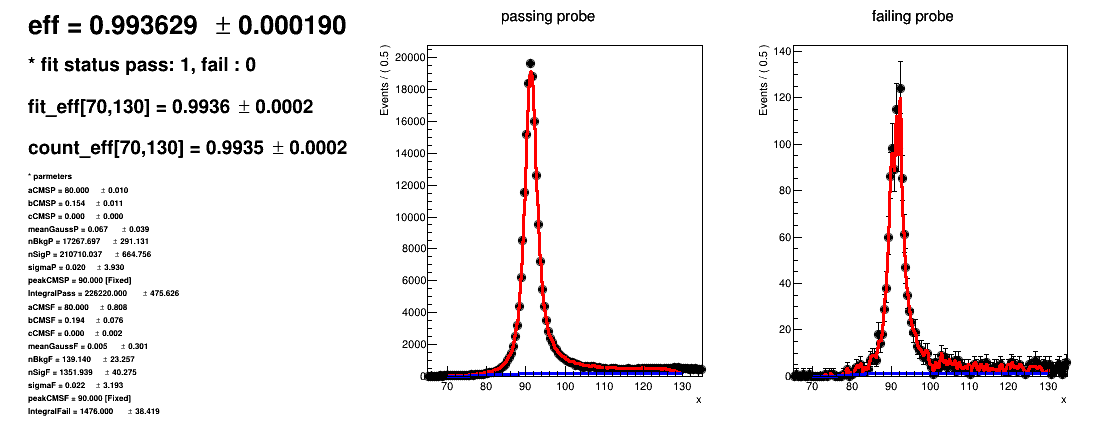 eff = 0.993629 ± 0.000190
* fit status pass: 1, fail : 0
fit_eff[70,130] = 0.9936 ± 0.0002
count_eff[70,130] = 0.9935 ± 0.0002
* parmeters
aCMSP = 80.000 ± 0.010
bCMSP = 0.154 ± 0.011
cCMSP = 0.000 ± 0.000
meanGaussP = 0.067 ± 0.039
nBkgP = 17267.697 ± 291.131
nSigP = 210710.037 ± 664.756
sigmaP = 0.020 ± 3.930
peakCMSP = 90.000 [Fixed]
IntegralPass = 226220.000 ± 475.626
aCMSF = 80.000 ± 0.808
bCMSF = 0.194 ± 0.076
cCMSF = 0.000 ± 0.002
meanGaussF = 0.005 ± 0.301
nBkgF = 139.140 ± 23.257
nSigF = 1351.939 ± 40.275
sigmaF = 0.022 ± 3.193
peakCMSF = 90.000 [Fixed]
IntegralFail = 1476.000 ± 38.419
passing probe
Events / ( 0.5 )
20000
18000
16000
14000
12000
10000
8000
6000
4000
2000
0
70 80 90 100 110 120 130
x
failing probe
Events / ( 0.5 )
140
120
100
80
60
40
20
0
70 80 90 100 110 120 130
x